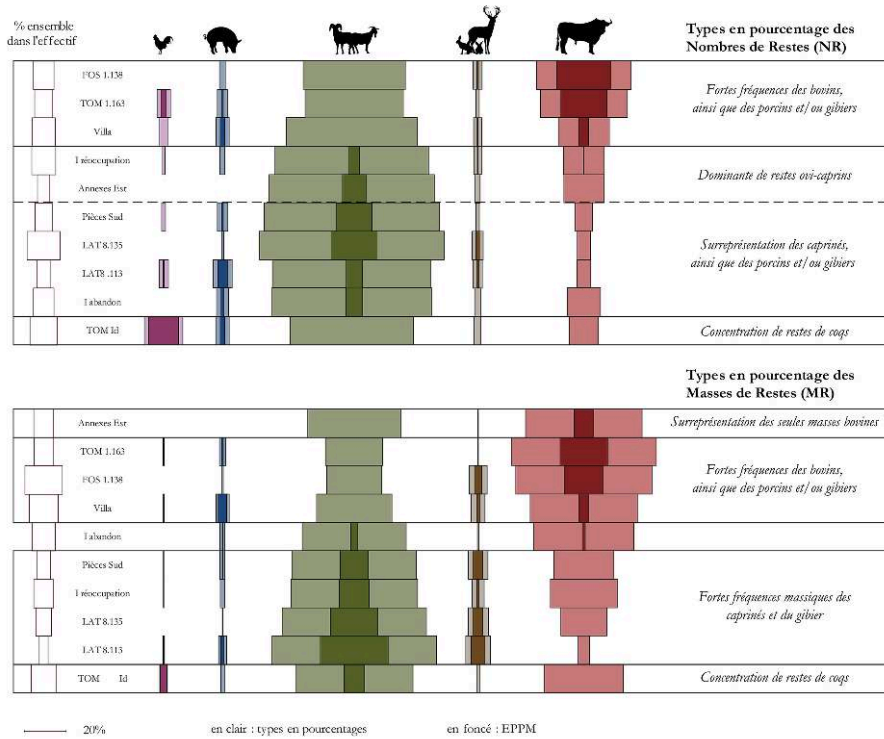 % ensemble
dans l'effectif
Types en pourcentage des
Nombres de Restes (NR)
FOS 1.138
TOM 1.163
Villa
Fortes fréquences des bovins,
ainsi que des porcins et/ou gibiers
I réoccupation
Annexes Est
Dominante de restes ovi-caprins
Pièces Sud
LAT 8.135
LAT8 .113
I abandon
Surreprésentation des caprinés,
ainsi que des porcins et/ou gibiers
TOM Id
Concentration de restes de coqs
Types en pourcentage des
Masses de Restes (MR)
Annexes Est
Surreprésentation des seules masses bovines
TOM 1.163
FOS 1.138
Villa
Fortes fréquences des bovins,
ainsi que des porcins et/ou gibiers
I abandon
Pièces Sud
I réoccupation
LAT 8.135
LAT 8.113
Fortes fréquences massiques des
caprinés et du gibier
TOM Id
Concentration de restes de coqs
20%
en clair : types en pourcentages
en foncé : EPPM